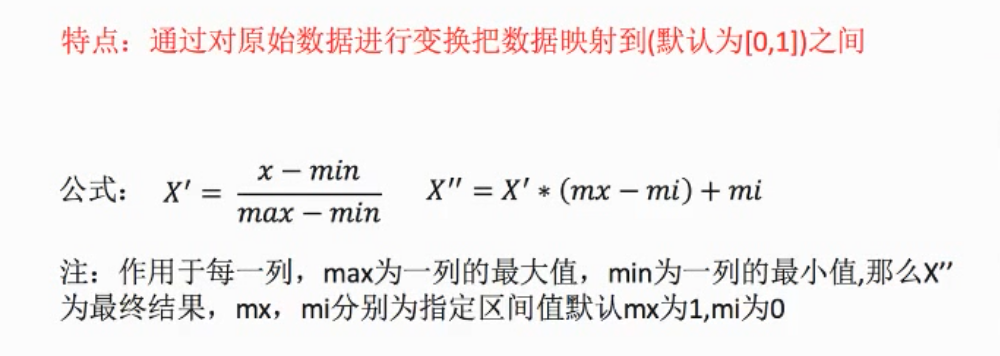 特点：通过对原始数据进行变换把数据映射到(默认为[0,1])之间
公式： X′ = (x − min)/(max − min) X′′ = X′ ∗ (mx − mi) + mi
注：作用于每一列，max为一列的最大值，min为一列的最小值,那么X’’
为最终结果，mx，mi分别为指定区间值默认mx为1,mi为0